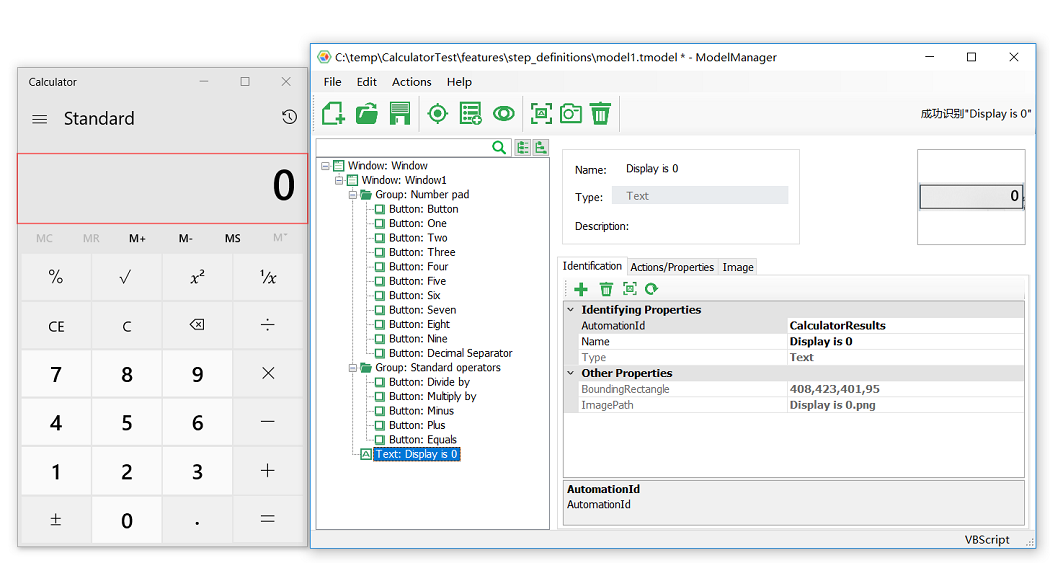 Calculator
Standard
0
MC MR M+ M- MS M˅
% √ x² ¹/x
CE C ÷
7 8 9 ×
4 5 6 −
1 2 3 +
± 0 . =
C:\temp\CalculatorTest\features\step_definitions\model1.tmodel * - ModelManager
File Edit Actions Help
成功识别"Display is 0"
Window: Window
Window: Window1
Group: Number pad
Button: Button
Button: One
Button: Two
Button: Three
Button: Four
Button: Five
Button: Six
Button: Seven
Button: Eight
Button: Nine
Button: Decimal Separator
Group: Standard operators
Button: Divide by
Button: Multiply by
Button: Minus
Button: Plus
Button: Equals
Text: Display is 0
Name: Display is 0
Type: Text
Description:
0
Identification Actions/Properties Image
Identifying Properties
AutomationId CalculatorResults
Name Display is 0
Type Text
Other Properties
BoundingRectangle 408,423,401,95
ImagePath Display is 0.png
AutomationId
AutomationId
VBScript